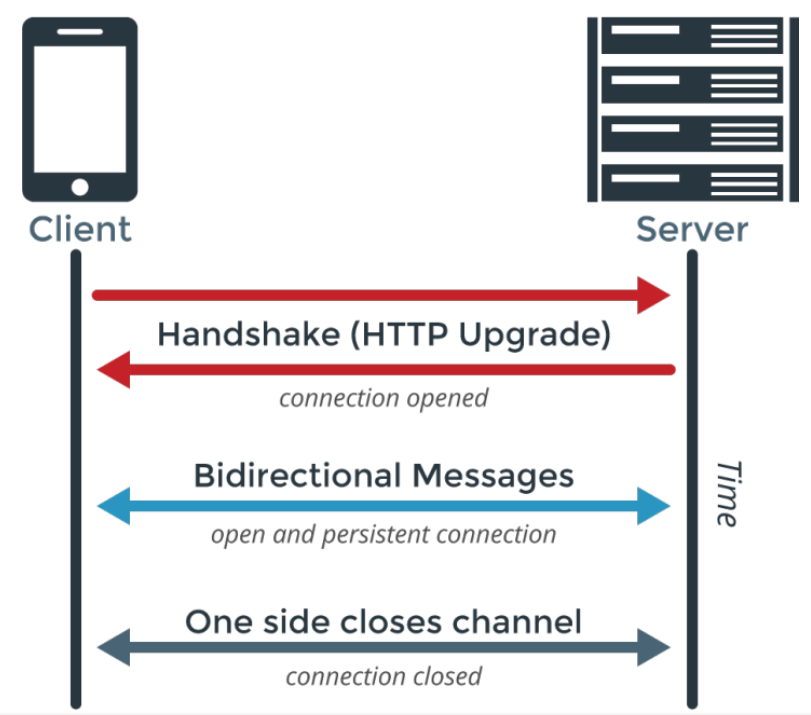 Client
Server
Handshake (HTTP Upgrade)
connection opened
Bidirectional Messages
open and persistent connection
Time
One side closes channel
connection closed